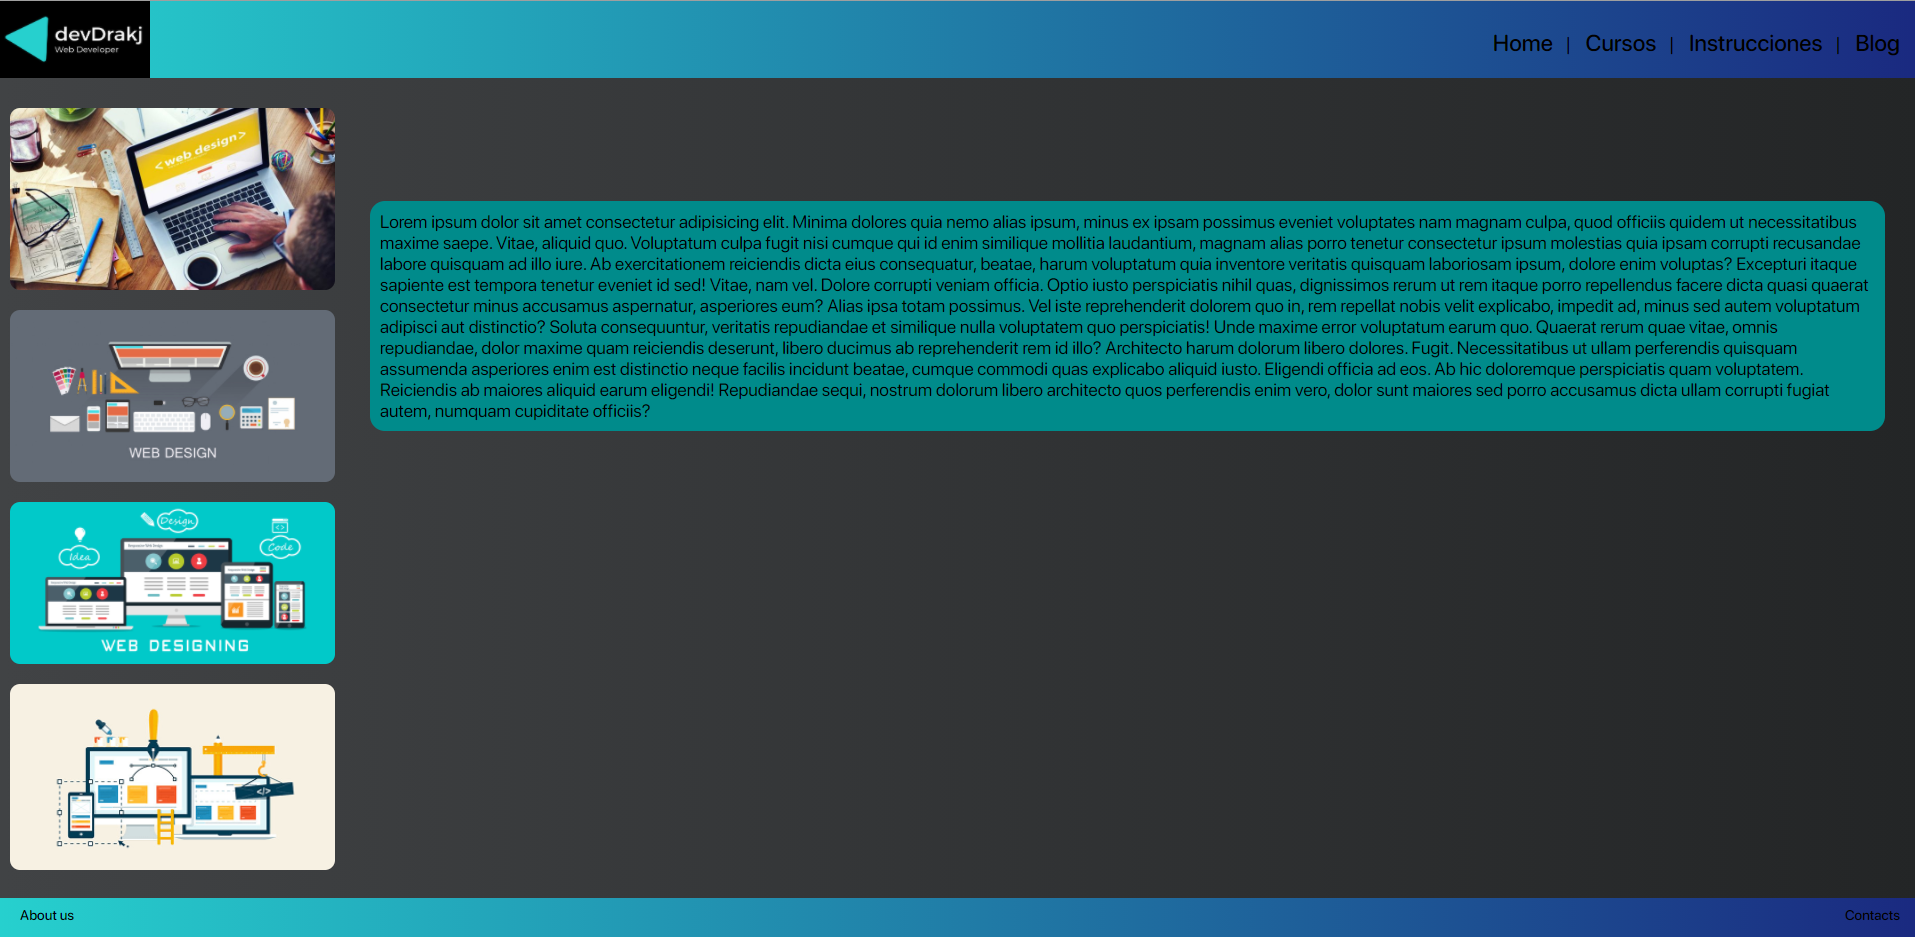 devDrakj
Web Developer
Home | Cursos | Instrucciones | Blog
<web design>
WEB DESIGN
Design
Idea
Code
WEB DESIGNING
</>
Lorem ipsum dolor sit amet consectetur adipisicing elit. Minima dolores quia nemo alias ipsum, minus ex ipsam possimus eveniet voluptates nam magnam culpa, quod officiis quidem ut necessitatibus
maxime saepe. Vitae, aliquid quo. Voluptatum culpa fugit nisi cumque qui id enim similique mollitia laudantium, magnam alias porro tenetur consectetur ipsum molestias quia ipsam corrupti recusandae
labore quisquam ad illo iure. Ab exercitationem reiciendis dicta eius consequatur, beatae, harum voluptatum quia inventore veritatis quisquam laboriosam ipsum, dolore enim voluptas? Excepturi itaque
sapiente est tempora tenetur eveniet id sed! Vitae, nam vel. Dolore corrupti veniam officia. Optio iusto perspiciatis nihil quas, dignissimos rerum ut rem itaque porro repellendus facere dicta quasi quaerat
consectetur minus accusamus aspernatur, asperiores eum? Alias ipsa totam possimus. Vel iste reprehenderit dolorem quo in, rem repellat nobis velit explicabo, impedit ad, minus sed autem voluptatum
adipisci aut distinctio? Soluta consequuntur, veritatis repudiandae et similique nulla voluptatem quo perspiciatis! Unde maxime error voluptatum earum quo. Quaerat rerum quae vitae, omnis
repudiandae, dolor maxime quam reiciendis deserunt, libero ducimus ab reprehenderit rem id illo? Architecto harum dolorum libero dolores. Fugit. Necessitatibus ut ullam perferendis quisquam
assumenda asperiores enim est distinctio neque facilis incidunt beatae, cumque commodi quas explicabo aliquid iusto. Eligendi officia ad eos. Ab hic doloremque perspiciatis quam voluptatem.
Reiciendis ab maiores aliquid earum eligendi! Repudiandae sequi, nostrum dolorum libero architecto quos perferendis enim vero, dolor sunt maiores sed porro accusamus dicta ullam corrupti fugiat
autem, numquam cupiditate officiis?
About us
Contacts